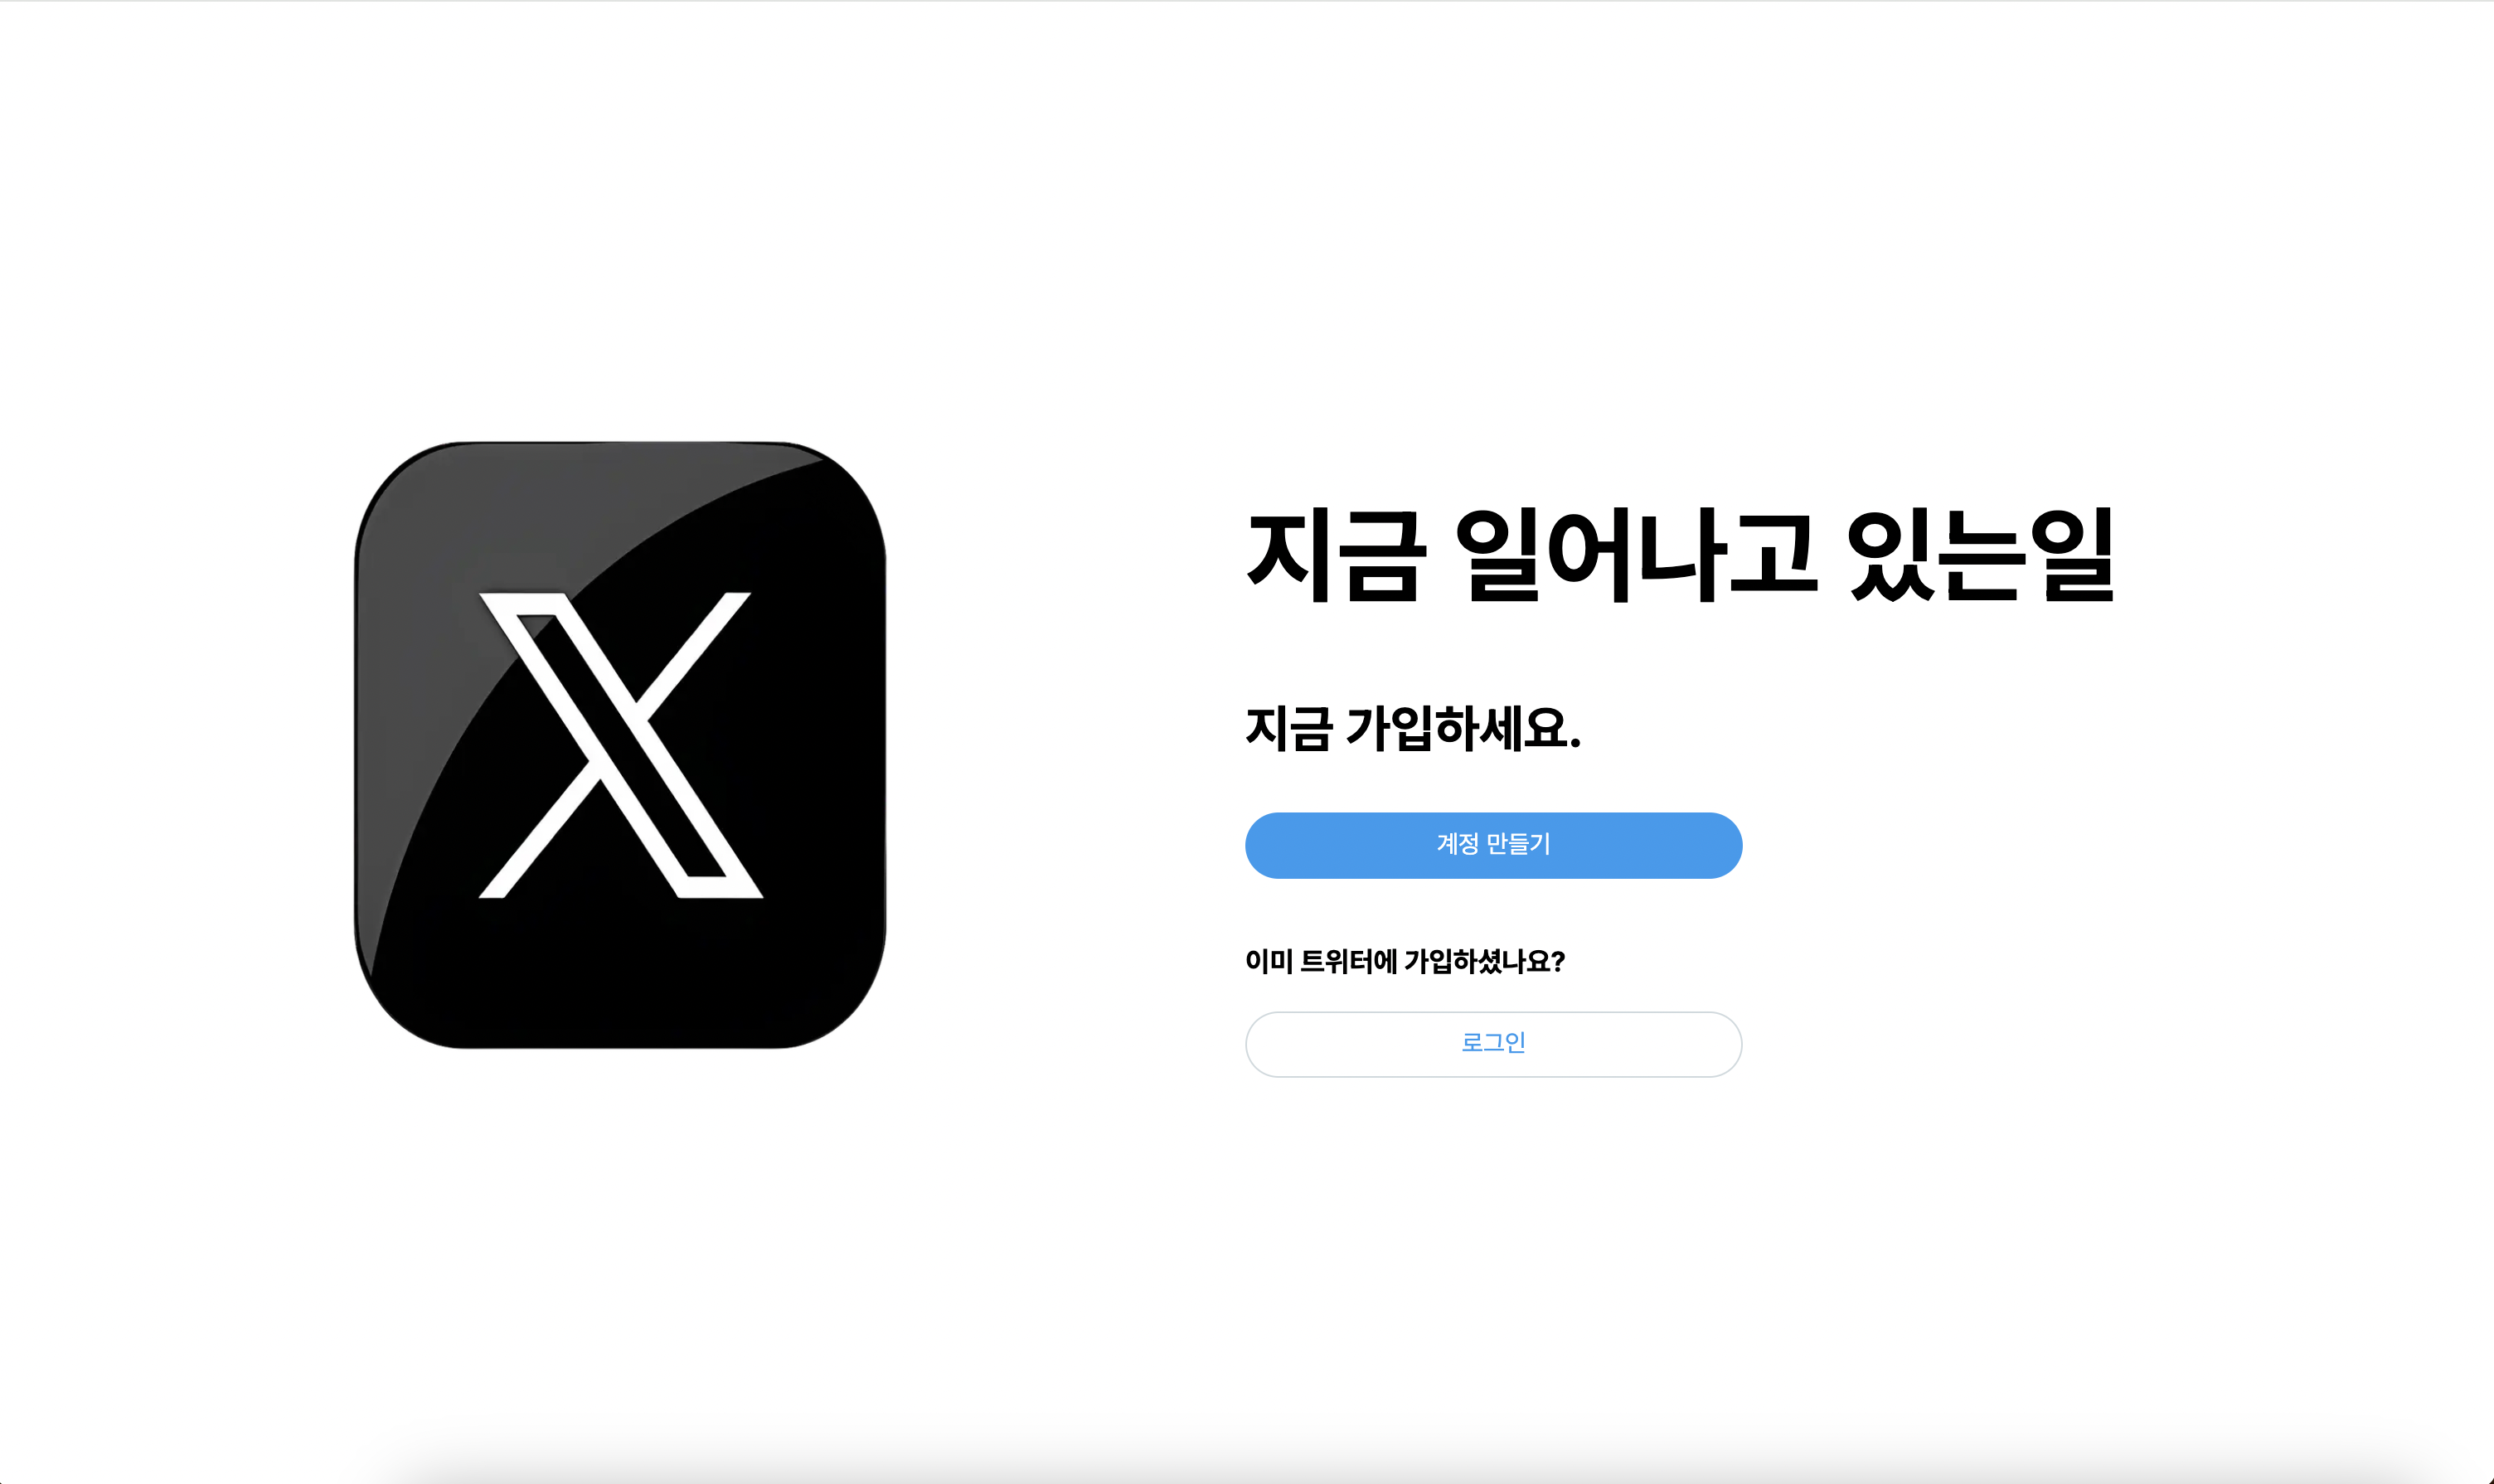 지금 일어나고 있는일
지금 가입하세요.
계정 만들기
이미 트위터에 가입하셨나요?
로그인